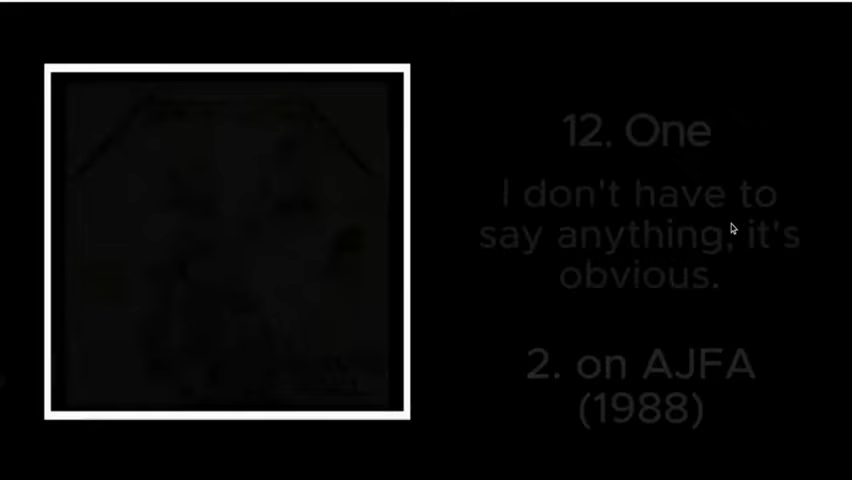 12. One
I don't have to
say anything, it's
obvious.
2. on AJFA
(1988)